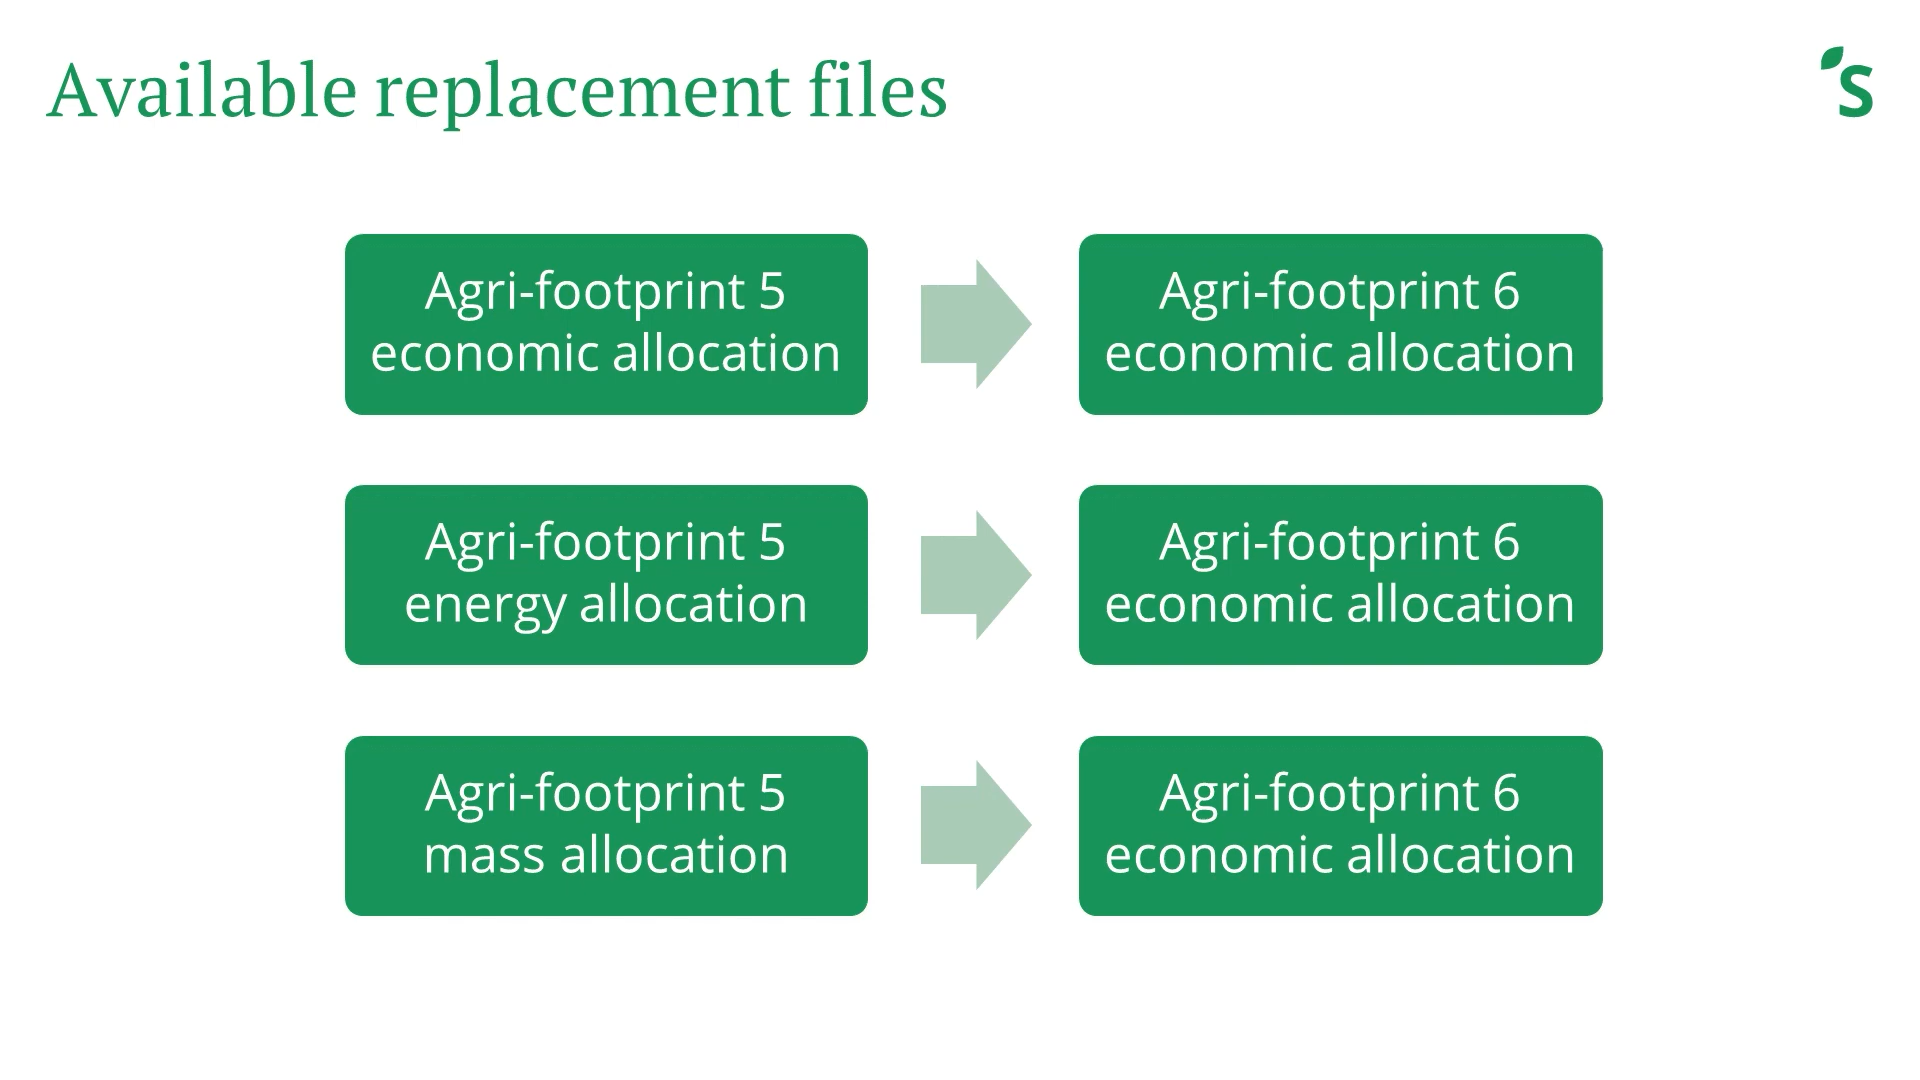 Available replacement files
S
Agri-footprint 5
economic allocation
Agri-footprint 6
economic allocation
Agri-footprint 5
energy allocation
Agri-footprint 6
economic allocation
Agri-footprint 5
mass allocation
Agri-footprint 6
economic allocation